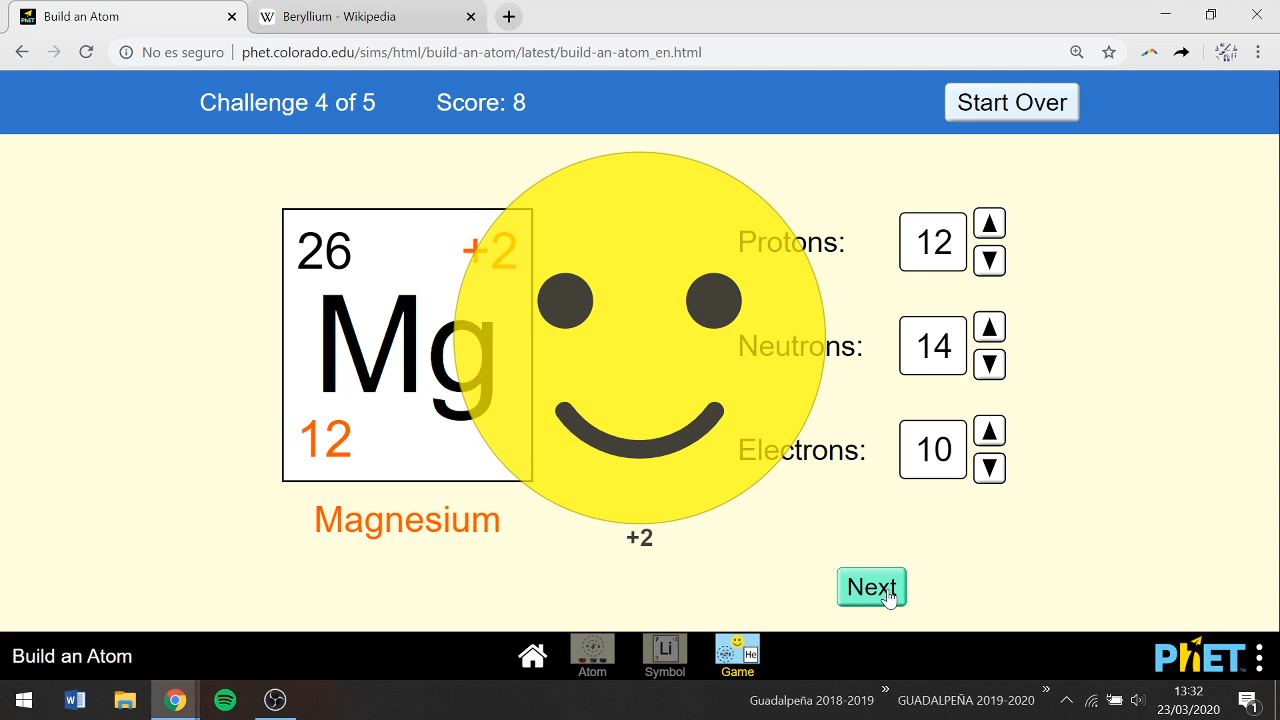 Build an Atom
Beryllium - Wikipedia
No es seguro
phet.colorado.edu/sims/html/build-an-atom/latest/build-an-atom_en.html
Challenge 4 of 5
Score: 8
Start Over
26
+2
Mg
12
Magnesium
Protons:
12
Neutrons:
14
Electrons:
10
+2
Next
Build an Atom
Atom
Li
Symbol
He
Game
PhET
Guadalpeña 2018-2019
GUADALPEÑA 2019-2020
13:32
23/03/2020
1